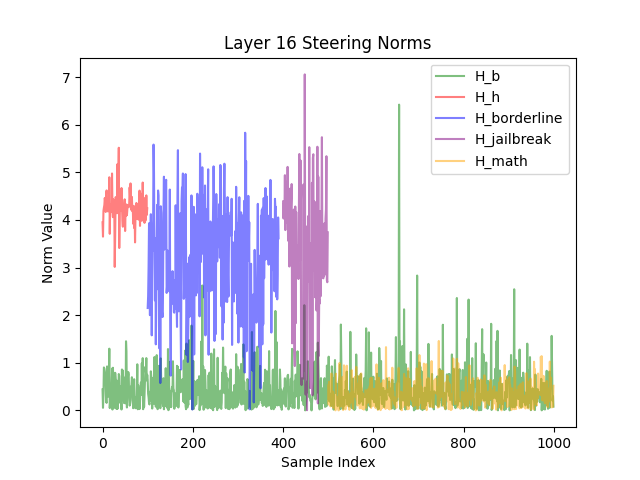 Layer 16 Steering Norms
Norm Value
7
6
5
4
3
2
1
0
H_b
H_h
H_borderline
H_jailbreak
H_math
0
200
400
600
800
1000
Sample Index